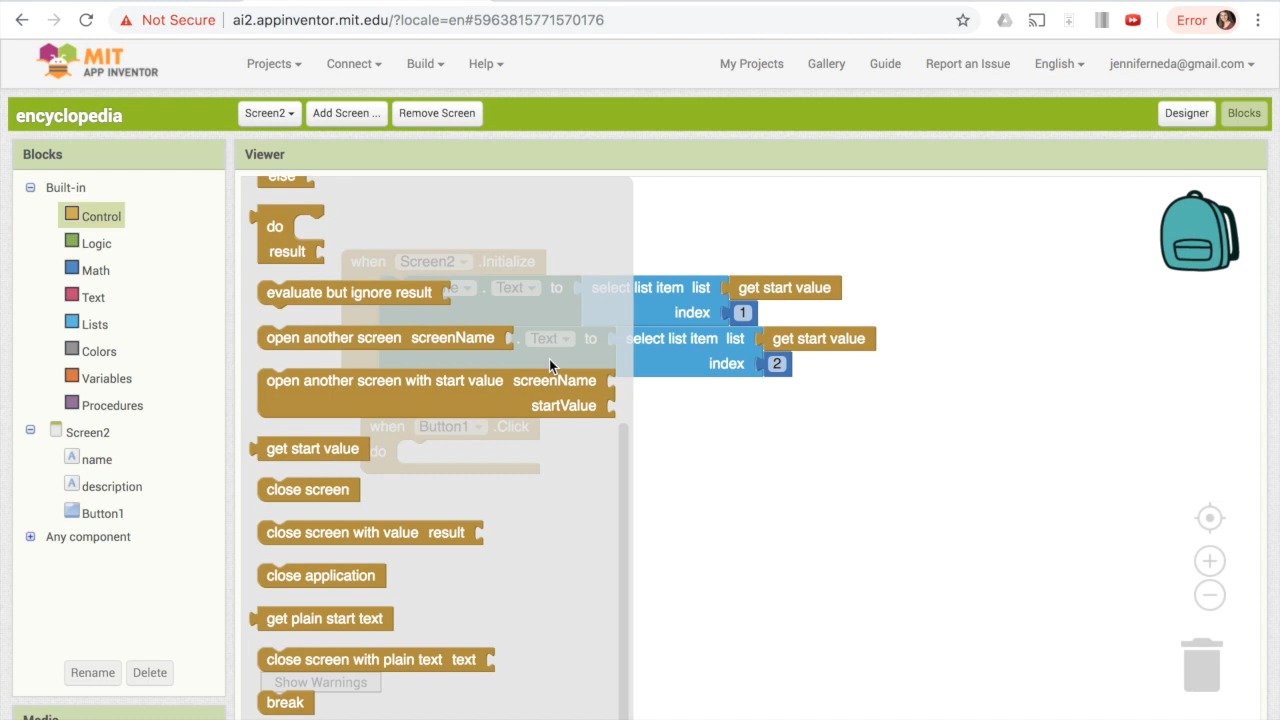 Not Secure ai2.appinventor.mit.edu/?locale=en#5963815771570176 Error
MIT APP INVENTOR Projects Connect Build Help My Projects Gallery Guide Report an Issue English jenniferneda@gmail.com
encyclopedia Screen2 Add Screen ... Remove Screen Designer Blocks
Blocks
Viewer
Built-in
Control
Logic
Math
Text
Lists
Colors
Variables
Procedures
Screen2
name
description
Button1
Any component
Rename Delete
Media
else
do
result
when Screen2 .Initialize
evaluate but ignore result
. Text to select list item list get start value
index 1
open another screen screenName
. Text to select list item list get start value
index 2
open another screen with start value screenName
startValue
when Button1 .Click
do
get start value
close screen
close screen with value result
close application
get plain start text
close screen with plain text text
Show Warnings
break